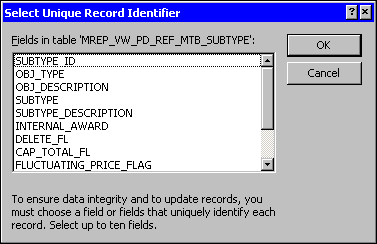 Select Unique Record Identifier
Fields in table 'MREP_VW_PD_REF_MTB_SUBTYPE':
SUBTYPE_ID
OBJ_TYPE
OBJ_DESCRIPTION
SUBTYPE
SUBTYPE_DESCRIPTION
INTERNAL_AWARD
DELETE_FL
CAP_TOTAL_FL
FLUCTUATING_PRICE_FLAG
OK
Cancel
To ensure data integrity and to update records, you
must choose a field or fields that uniquely identify each
record. Select up to ten fields.